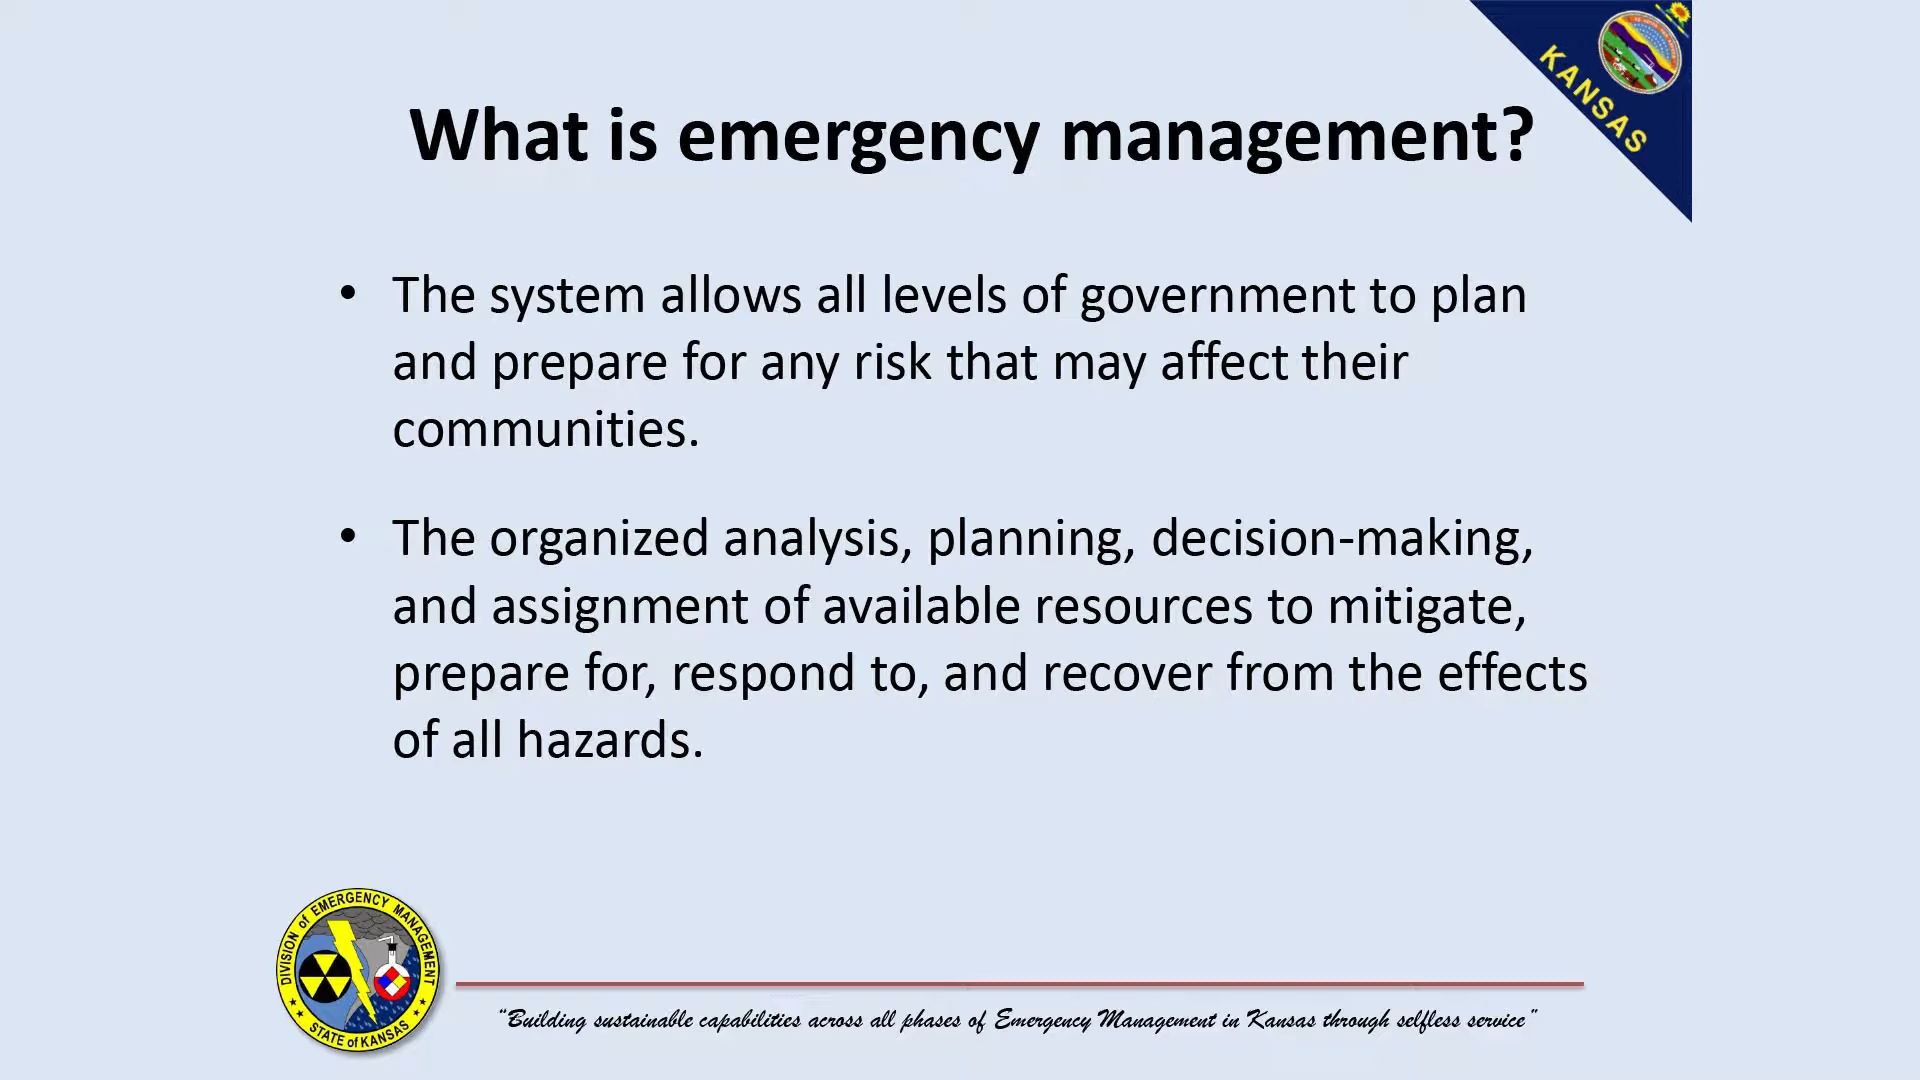 KANSAS
What is emergency management?
• The system allows all levels of government to plan
and prepare for any risk that may affect their
communities.
• The organized analysis, planning, decision-making,
and assignment of available resources to mitigate,
prepare for, respond to, and recover from the effects
of all hazards.
DIVISION of EMERGENCY MANAGEMENT
STATE of KANSAS
“Building sustainable capabilities across all phases of Emergency Management in Kansas through selfless service”